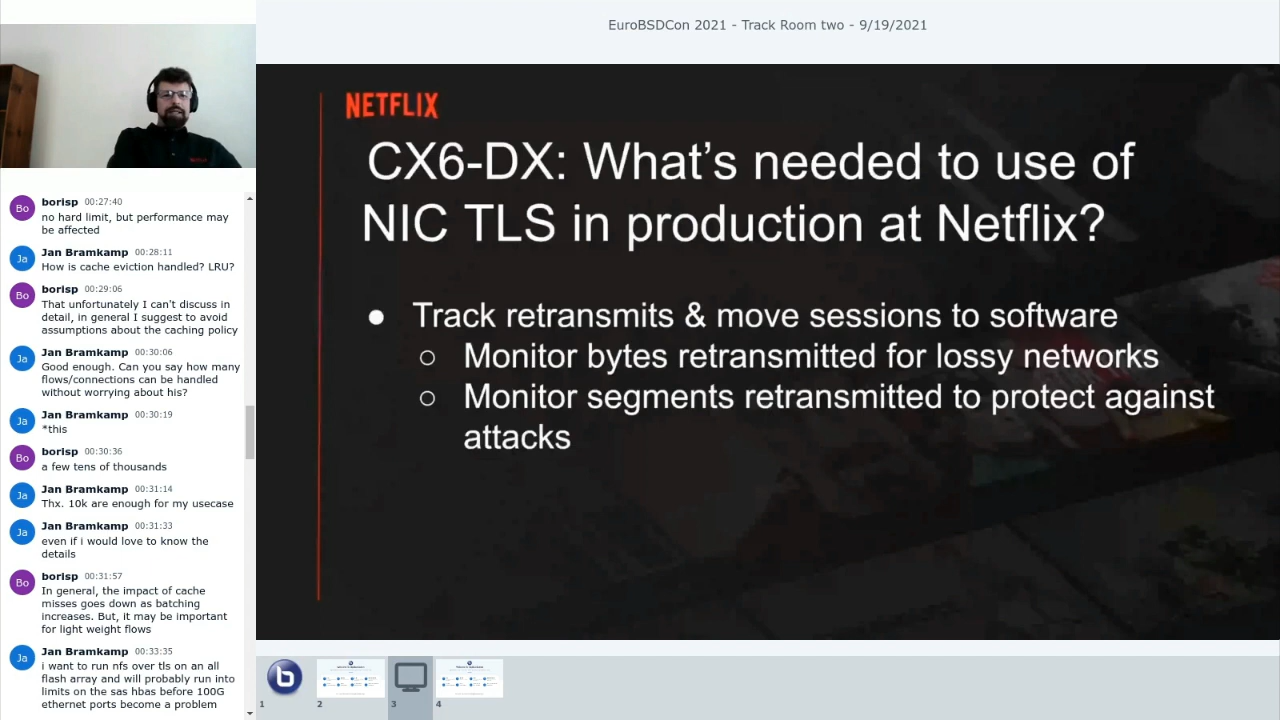 EuroBSDCon 2021 - Track Room two - 9/19/2021
NETFLIX
CX6-DX: What's needed to use of
NIC TLS in production at Netflix?
● Track retransmits & move sessions to software
○ Monitor bytes retransmitted for lossy networks
○ Monitor segments retransmitted to protect against
attacks
Bo
borisp 00:27:40
no hard limit, but performance may
be affected
Ja
Jan Bramkamp 00:28:11
How is cache eviction handled? LRU?
Bo
borisp 00:29:06
That unfortunately I can't discuss in
detail, in general I suggest to avoid
assumptions about the caching policy
Ja
Jan Bramkamp 00:30:06
Good enough. Can you say how many
flows/connections can be handled
without worrying about his?
Ja
Jan Bramkamp 00:30:19
*this
Bo
borisp 00:30:36
a few tens of thousands
Ja
Jan Bramkamp 00:31:14
Thx. 10k are enough for my usecase
Ja
Jan Bramkamp 00:31:33
even if i would love to know the
details
Bo
borisp 00:31:57
In general, the impact of cache
misses goes down as batching
increases. But, it may be important
for light weight flows
Ja
Jan Bramkamp 00:33:35
i want to run nfs over tls on an all
flash array and will probably run into
limits on the sas hbas before 100G
ethernet ports become a problem
b
1
2
3
4